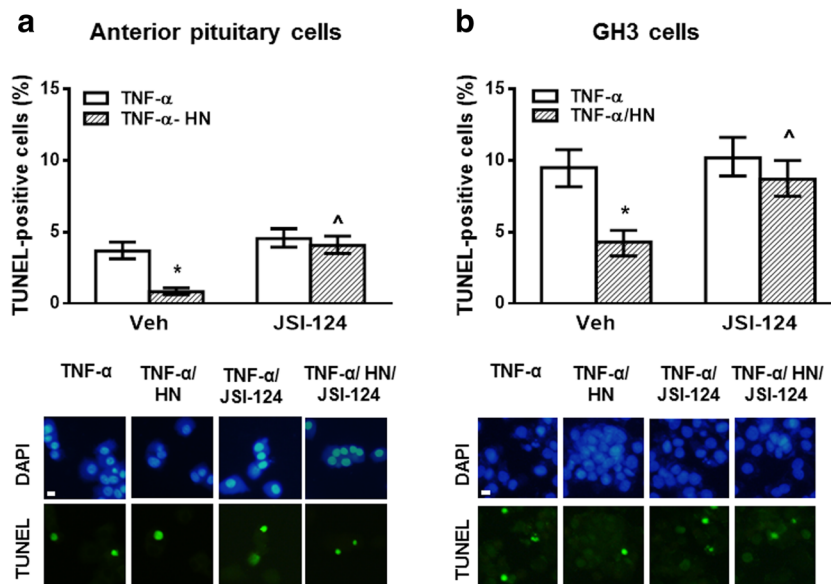 a
Anterior pituitary cells
TUNEL-positive cells (%)
15
10
5
0
TNF-α
TNF-α- HN
*
^
Veh
JSI-124
TNF-α
TNF-α/
HN
TNF-α/
JSI-124
TNF-α/ HN/
JSI-124
DAPI
TUNEL
b
GH3 cells
TUNEL-positive cells (%)
15
10
5
0
TNF-α
TNF-α/HN
*
^
Veh
JSI-124
TNF-α
TNF-α/
HN
TNF-α/
JSI-124
TNF-α/ HN/
JSI-124
DAPI
TUNEL